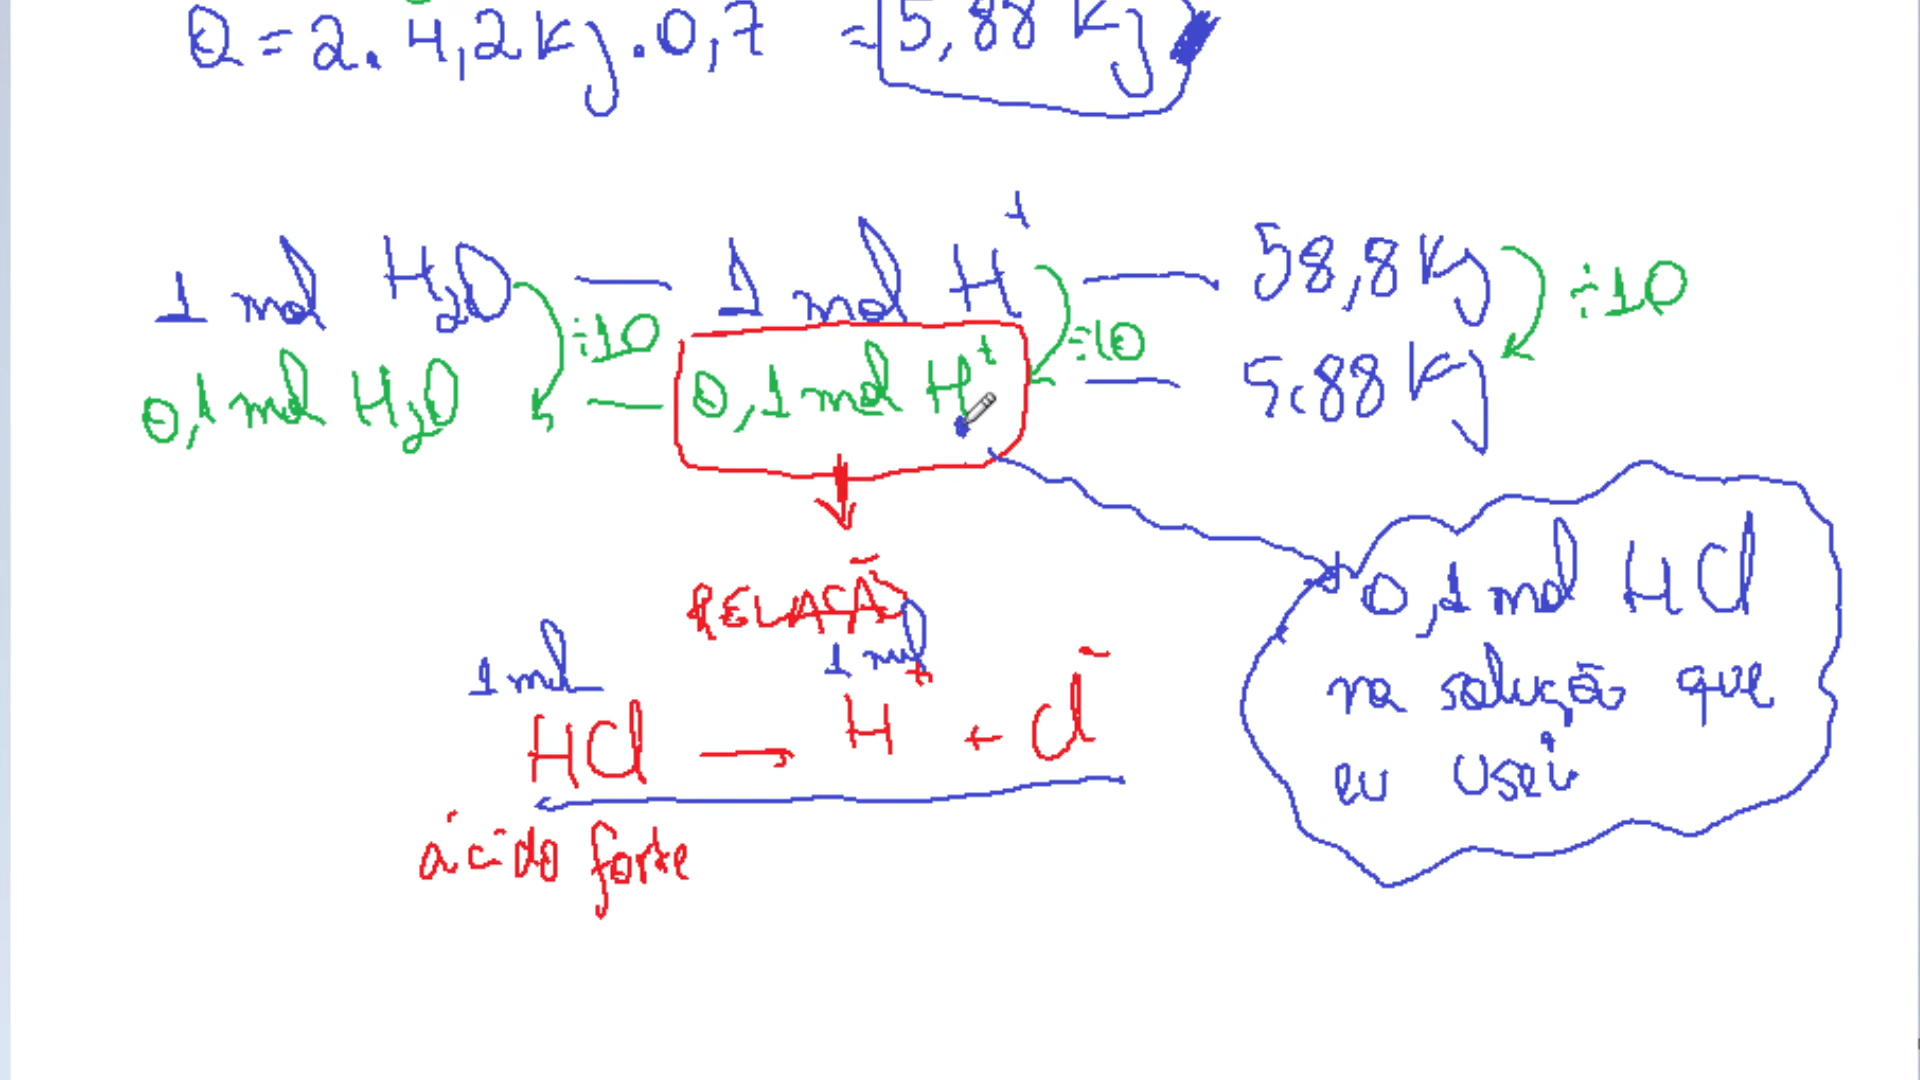 Q = 2 . 4,2 kJ . 0,7 = 5,88 kJ
1 mol H₂O — 1 mol H⁺ — 58,8 kJ ÷10
÷10 ÷10
0,1 mol H₂O — 0,1 mol H⁺ — 5,88 kJ
RELAÇÃO
1 mol 1 mol
HCl → H⁺ + Cl⁻
ácido forte
0,1 mol HCl
na solução que
eu usei